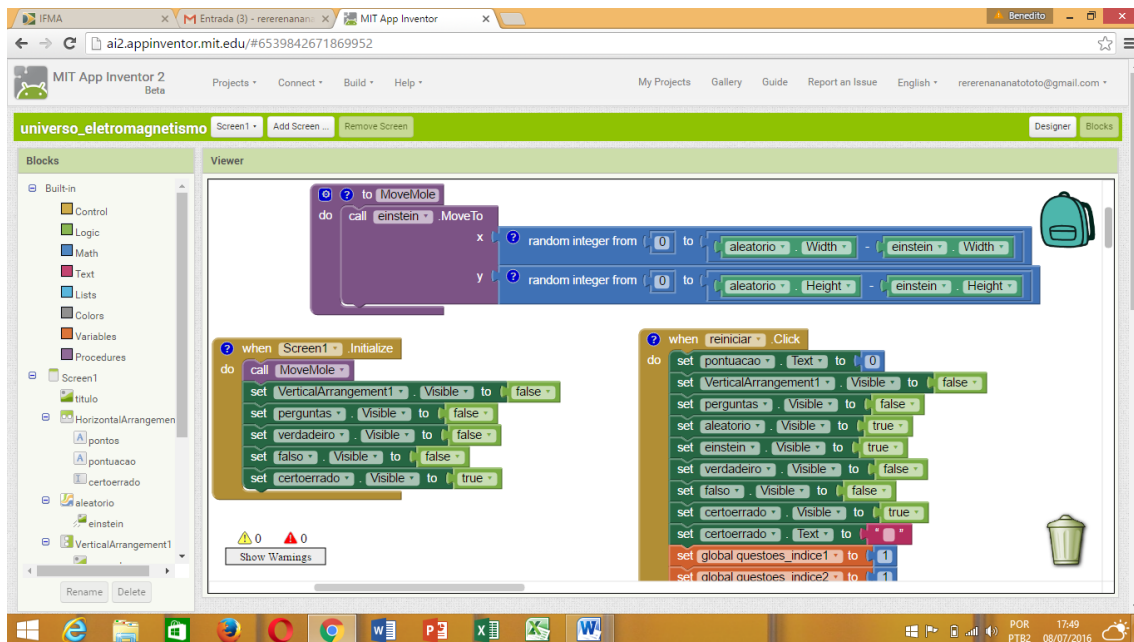 IFMA
Entrada (3) - rererenanana
MIT App Inventor
Benedito
ai2.appinventor.mit.edu/#6539842671869952
MIT App Inventor 2
Beta
Projects Connect Build Help
My Projects Gallery Guide Report an Issue English rererenananatototo@gmail.com
universo_eletromagnetismo Screen1 Add Screen ... Remove Screen
Designer Blocks
Blocks
Viewer
Built-in
Control
Logic
Math
Text
Lists
Colors
Variables
Procedures
Screen1
titulo
HorizontalArrangemen
pontos
pontuacao
certoerrado
aleatorio
einstein
VerticalArrangement1
Rename Delete
to MoveMole
do call einstein .MoveTo
x random integer from 0 to aleatorio . Width - einstein . Width
y random integer from 0 to aleatorio . Height - einstein . Height
when Screen1 .Initialize
do call MoveMole
set VerticalArrangement1 . Visible to false
set perguntas . Visible to false
set verdadeiro . Visible to false
set falso . Visible to false
set certoerrado . Visible to true
0 0
Show Warnings
when reiniciar .Click
do set pontuacao . Text to 0
set VerticalArrangement1 . Visible to false
set perguntas . Visible to false
set aleatorio . Visible to true
set einstein . Visible to true
set verdadeiro . Visible to false
set falso . Visible to false
set certoerrado . Visible to true
set certoerrado . Text to " "
set global questoes_indice1 to 1
set global questoes_indice2 to 1
POR 17:49
PTB2 08/07/2016